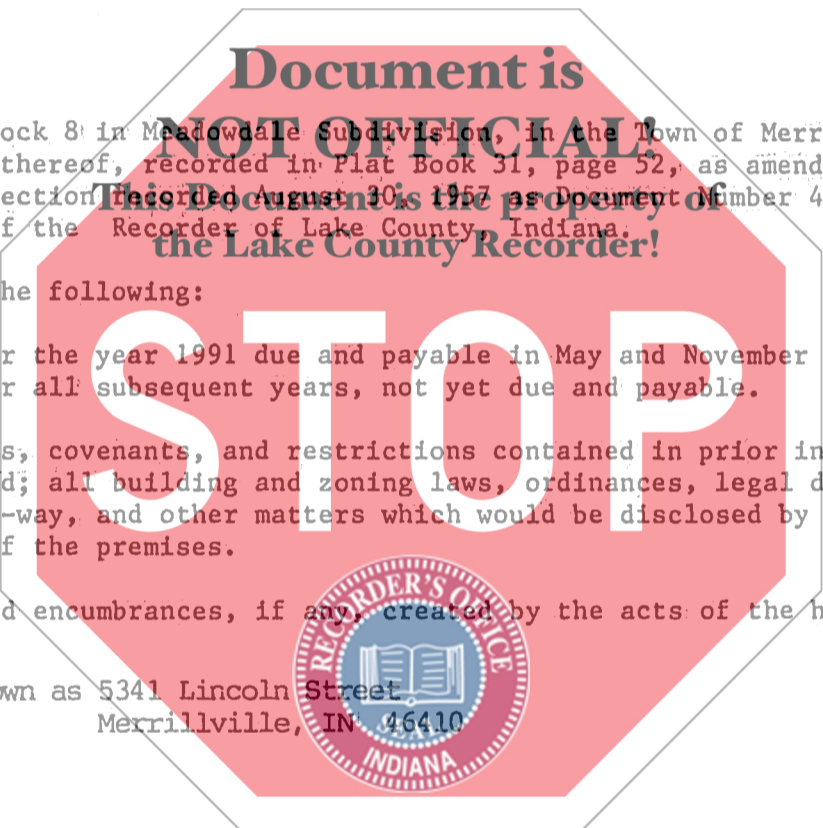 Document is
NOT OFFICIAL!
ock 8 in Meadowdale Subdivision, in the Town of Merr
thereof, recorded in Plat Book 31, page 52, as amend
This Document is the property of
ection recorded August 30, 1957 as Document Number 4
the Lake County Recorder!
f the Recorder of Lake County, Indiana.
he following:
r the year 1991 due and payable in May and November
r all subsequent years, not yet due and payable.
STOP
s, covenants, and restrictions contained in prior in
d; all building and zoning laws, ordinances, legal d
-way, and other matters which would be disclosed by
f the premises.
d encumbrances, if any, created by the acts of the h
RECORDER'S OFFICE
SEAL
INDIANA
wn as 5341 Lincoln Street
Merrillville, IN 46410